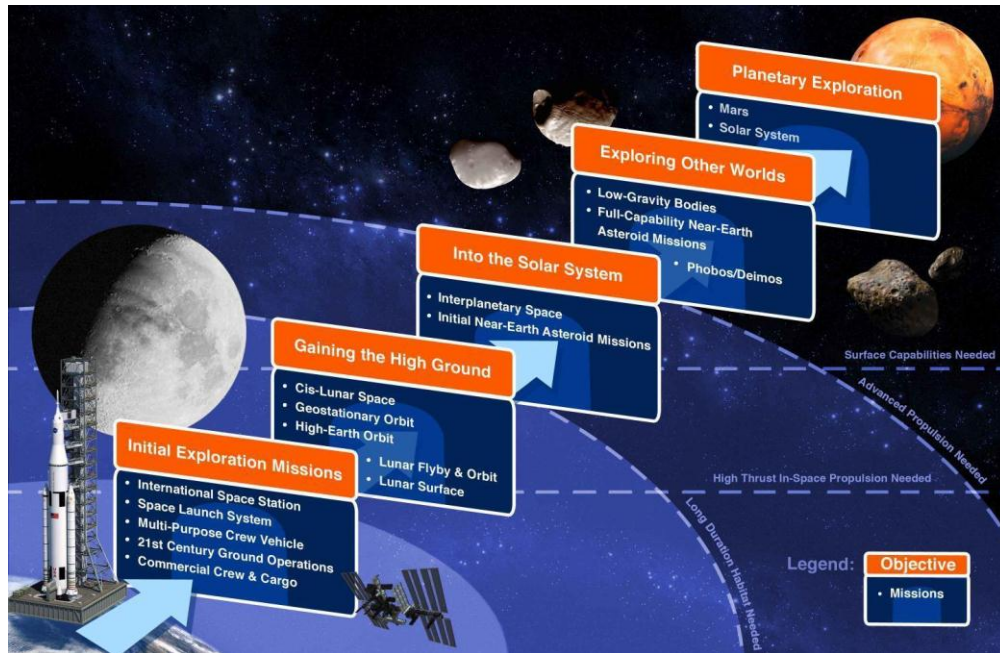 Planetary Exploration
• Mars
• Solar System
Exploring Other Worlds
• Low-Gravity Bodies
• Full-Capability Near-Earth
Asteroid Missions
• Phobos/Deimos
Into the Solar System
• Interplanetary Space
• Initial Near-Earth Asteroid Missions
Gaining the High Ground
• Cis-Lunar Space
• Geostationary Orbit
• High-Earth Orbit
• Lunar Flyby & Orbit
• Lunar Surface
Initial Exploration Missions
• International Space Station
• Space Launch System
• Multi-Purpose Crew Vehicle
• 21st Century Ground Operations
• Commercial Crew & Cargo
Surface Capabilities Needed
Advanced Propulsion Needed
High Thrust In-Space Propulsion Needed
Long Duration Habitat Needed
Legend:
Objective
• Missions